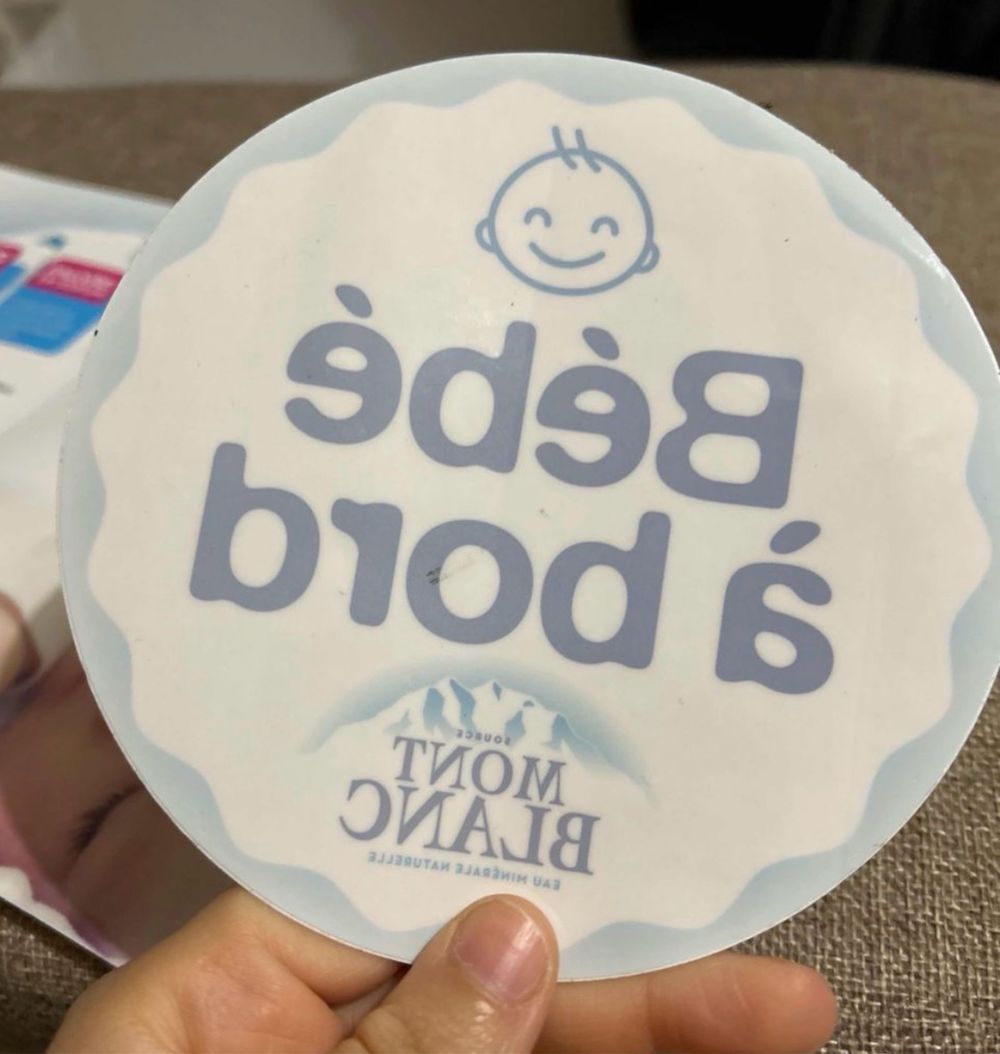 Bébé
à bord
SOURCE
MONT
BLANC
EAU MINÉRALE NATURELLE